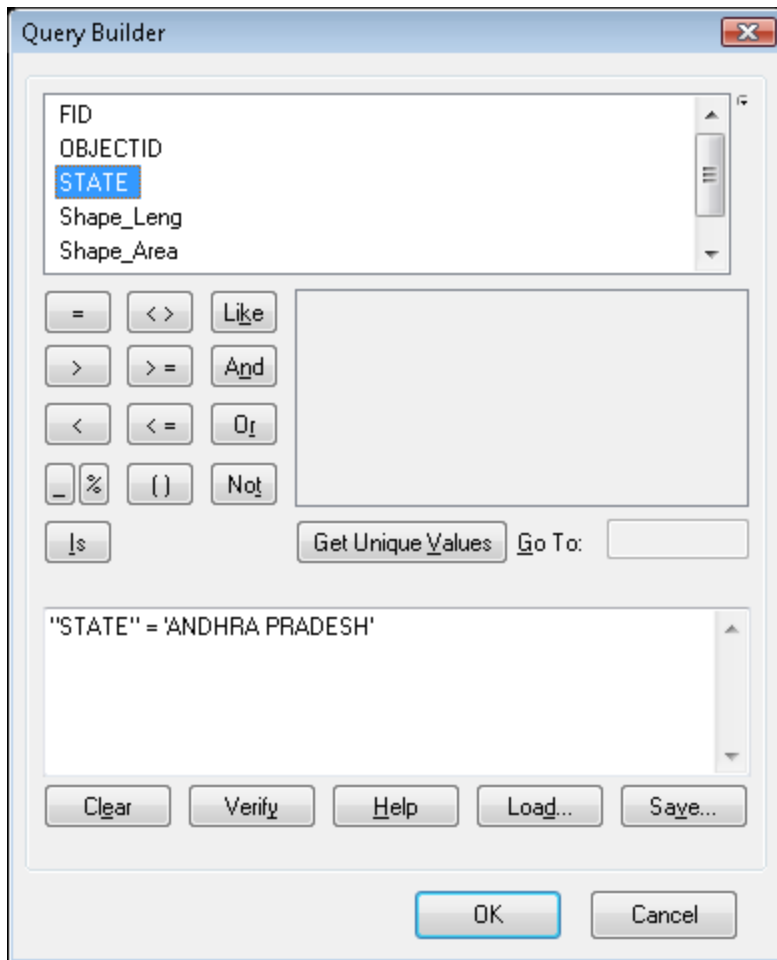 Query Builder
FID
OBJECTID
STATE
Shape_Leng
Shape_Area
= < > Like
> > = And
< < = Or
_ % ( ) Not
Is Get Unique Values Go To:
"STATE" = 'ANDHRA PRADESH'
Clear Verify Help Load... Save...
OK Cancel